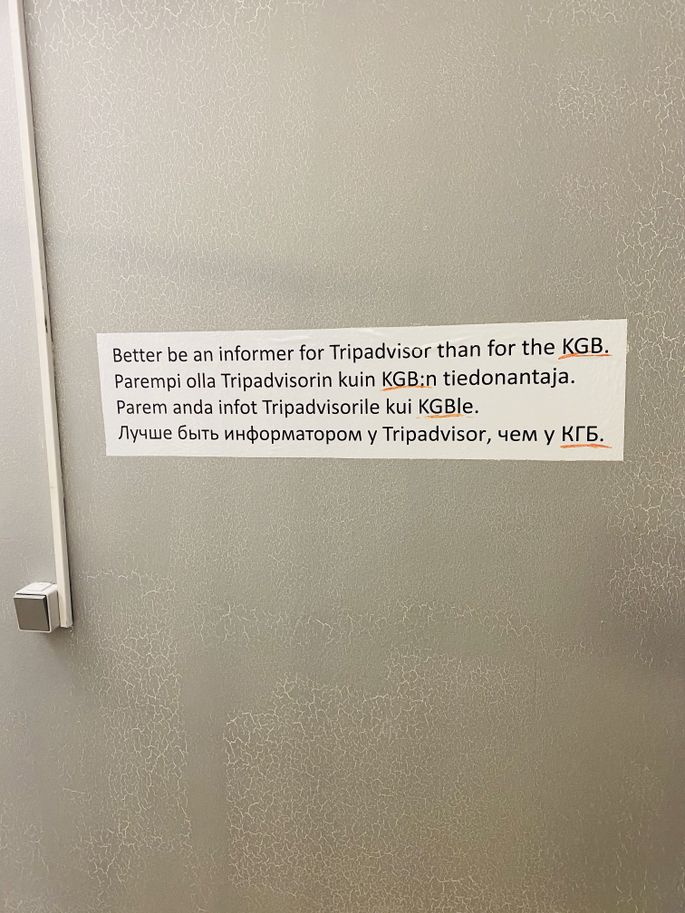 Better be an informer for Tripadvisor than for the KGB.
Parempi olla Tripadvisorin kuin KGB:n tiedonantaja.
Parem anda infot Tripadvisorile kui KGBle.
Лучше быть информатором у Tripadvisor, чем у КГБ.